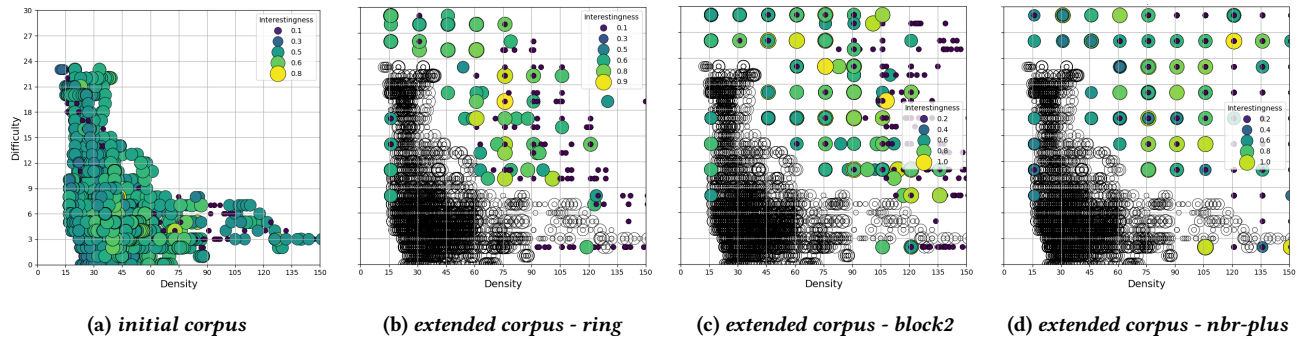 30
27
24
21
18
15
12
9
6
3
0
Difficulty
0 15 30 45 60 75 90 105 120 135 150
Density
Interestingness
0.1
0.3
0.5
0.6
0.8
(a) initial corpus
0 15 30 45 60 75 90 105 120 135 150
Density
Interestingness
0.1
0.3
0.5
0.6
0.8
0.9
(b) extended corpus - ring
0 15 30 45 60 75 90 105 120 135 150
Density
Interestingness
0.2
0.4
0.6
0.8
1.0
(c) extended corpus - block2
0 15 30 45 60 75 90 105 120 135 150
Density
Interestingness
0.2
0.4
0.6
0.8
1.0
(d) extended corpus - nbr-plus